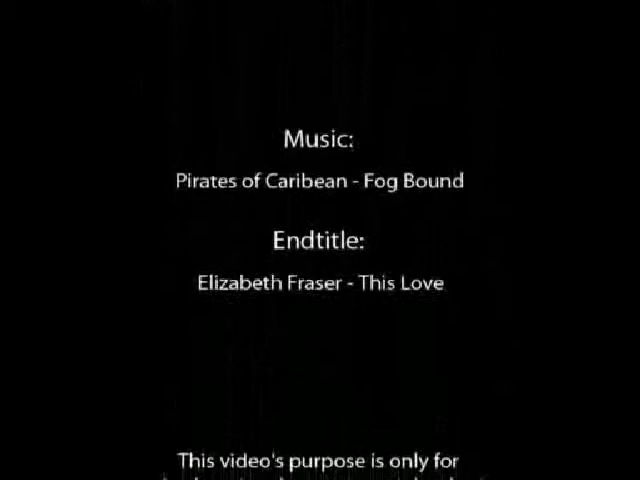 Music:
Pirates of Caribean - Fog Bound
Endtitle:
Elizabeth Fraser - This Love
This video's purpose is only for